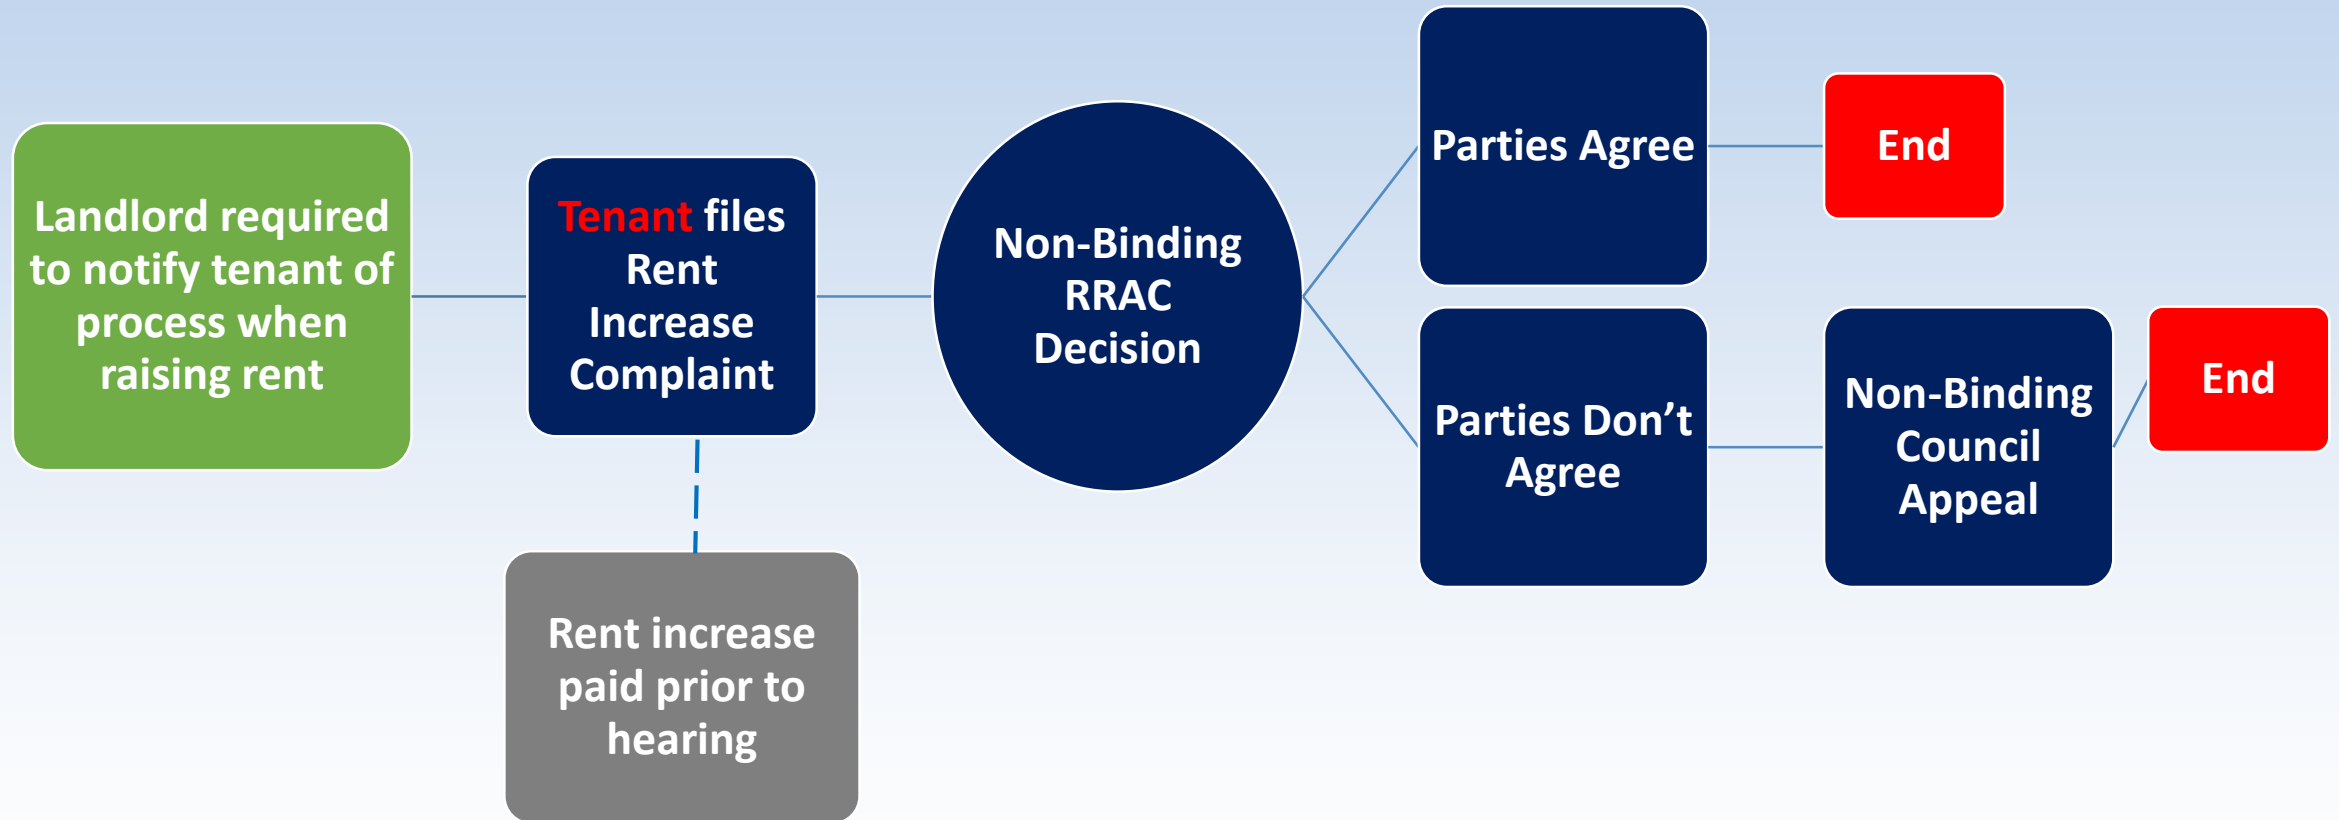 Landlord required
to notify tenant of
process when
raising rent
Tenant files
Rent
Increase
Complaint
Rent increase
paid prior to
hearing
Non-Binding
RRAC
Decision
Parties Agree
End
Parties Don’t
Agree
Non-Binding
Council
Appeal
End